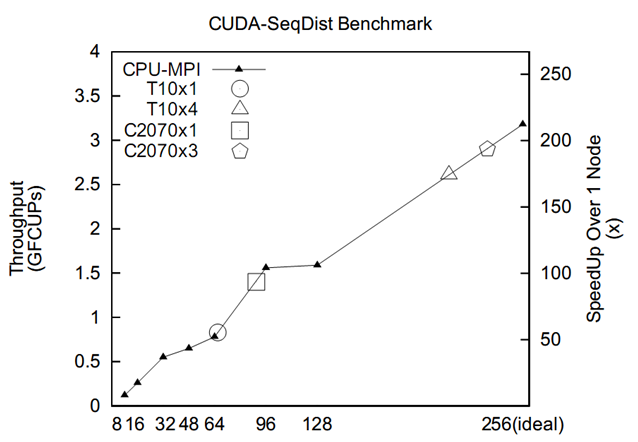 CUDA-SeqDist Benchmark
Throughput
(GFCUPs)
4
3.5
3
2.5
2
1.5
1
0.5
0
CPU-MPI
T10x1
T10x4
C2070x1
C2070x3
250
200
150
100
50
SpeedUp Over 1 Node
(x)
8 16 32 48 64 96 128 256(ideal)